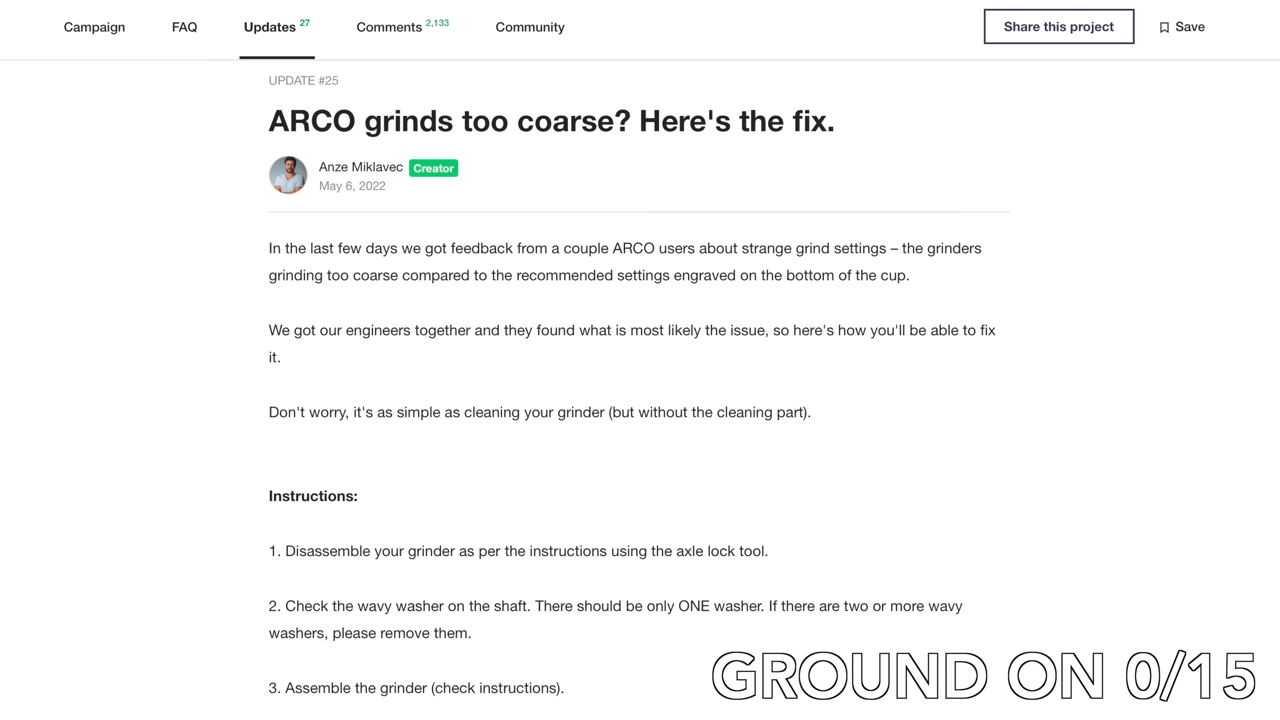 Campaign FAQ Updates 27 Comments 2,133 Community Share this project Save
UPDATE #25
ARCO grinds too coarse? Here's the fix.
Anze Miklavec Creator
May 6, 2022
In the last few days we got feedback from a couple ARCO users about strange grind settings – the grinders
grinding too coarse compared to the recommended settings engraved on the bottom of the cup.
We got our engineers together and they found what is most likely the issue, so here's how you'll be able to fix
it.
Don't worry, it's as simple as cleaning your grinder (but without the cleaning part).
Instructions:
1. Disassemble your grinder as per the instructions using the axle lock tool.
2. Check the wavy washer on the shaft. There should be only ONE washer. If there are two or more wavy
washers, please remove them.
3. Assemble the grinder (check instructions).
GROUND ON 0/15